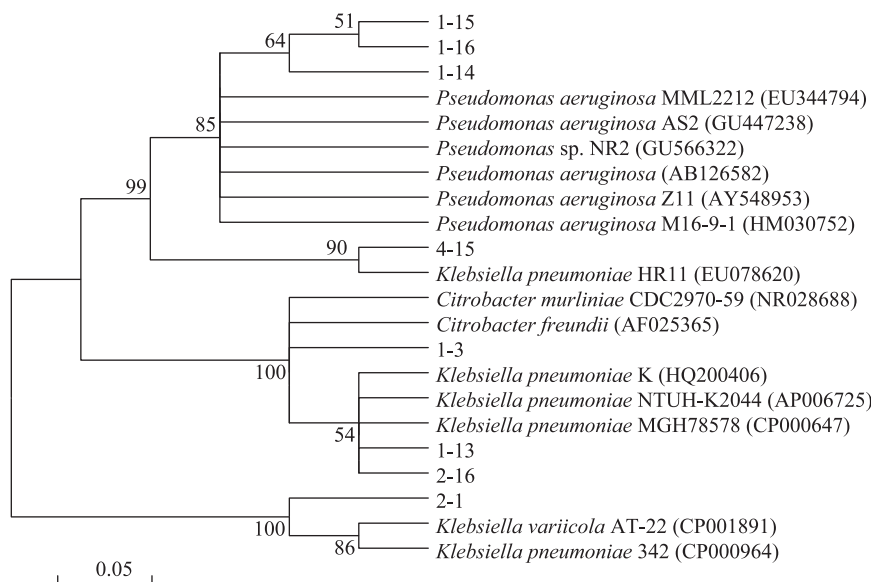 51
1-15
64
1-16
1-14
Pseudomonas aeruginosa MML2212 (EU344794)
85
Pseudomonas aeruginosa AS2 (GU447238)
Pseudomonas sp. NR2 (GU566322)
Pseudomonas aeruginosa (AB126582)
99
Pseudomonas aeruginosa Z11 (AY548953)
Pseudomonas aeruginosa M16-9-1 (HM030752)
90
4-15
Klebsiella pneumoniae HR11 (EU078620)
Citrobacter murliniae CDC2970-59 (NR028688)
Citrobacter freundii (AF025365)
1-3
100
Klebsiella pneumoniae K (HQ200406)
Klebsiella pneumoniae NTUH-K2044 (AP006725)
Klebsiella pneumoniae MGH78578 (CP000647)
54
1-13
2-16
2-1
100
Klebsiella variicola AT-22 (CP001891)
86
Klebsiella pneumoniae 342 (CP000964)
0.05